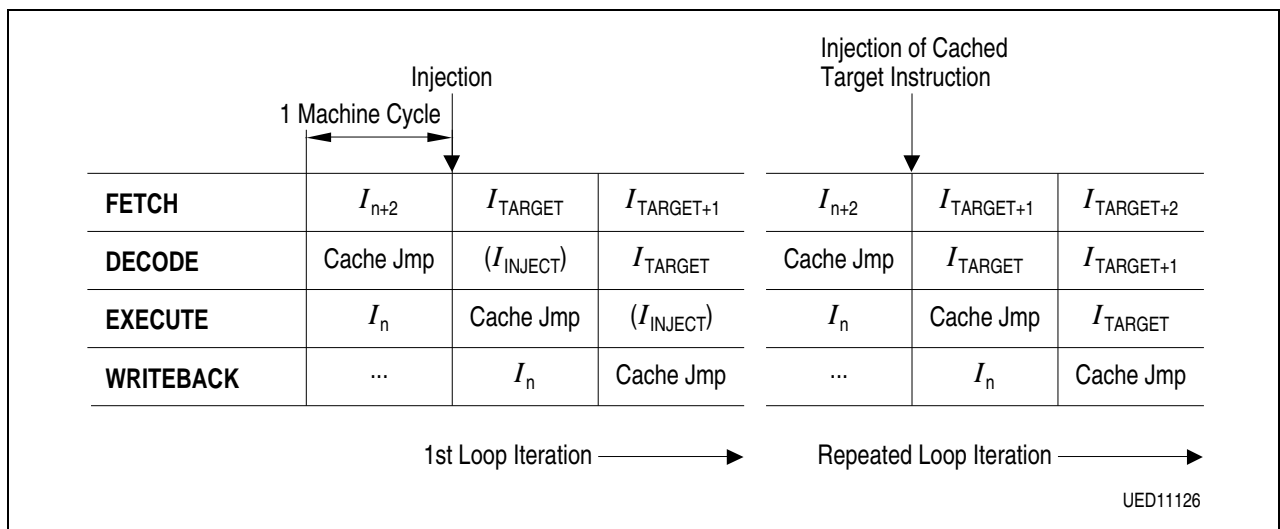 Injection of Cached
Target Instruction
Injection
1 Machine Cycle
FETCH I_n+2 I_TARGET I_TARGET+1 I_n+2 I_TARGET+1 I_TARGET+2
DECODE Cache Jmp (I_INJECT) I_TARGET Cache Jmp I_TARGET I_TARGET+1
EXECUTE I_n Cache Jmp (I_INJECT) I_n Cache Jmp I_TARGET
WRITEBACK ... I_n Cache Jmp ... I_n Cache Jmp
1st Loop Iteration Repeated Loop Iteration
UED11126